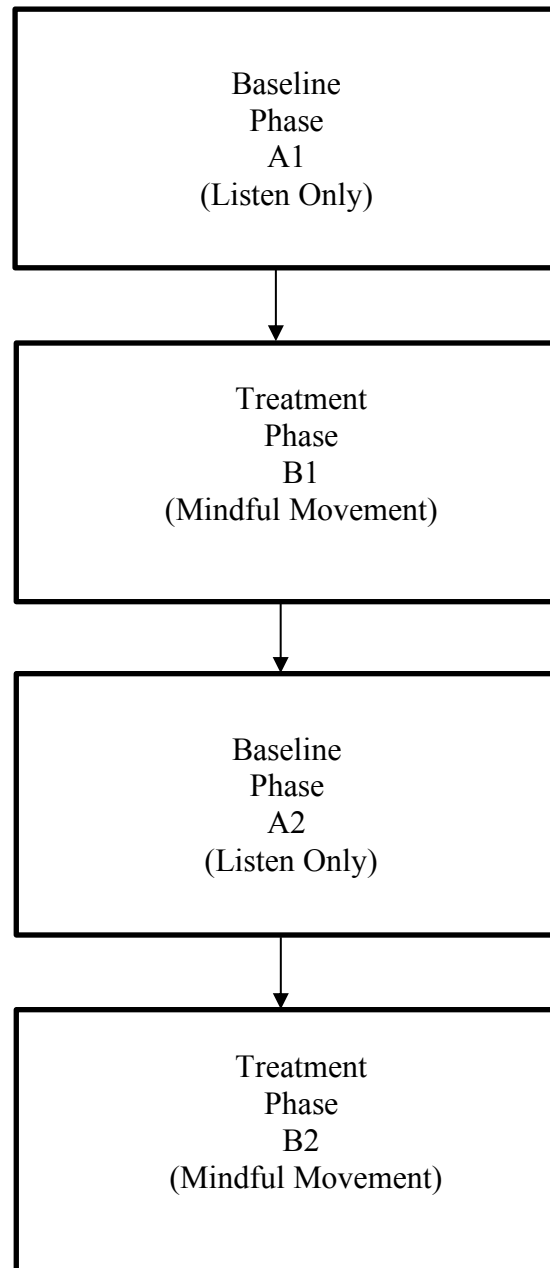 Baseline
Phase
A1
(Listen Only)
Treatment
Phase
B1
(Mindful Movement)
Baseline
Phase
A2
(Listen Only)
Treatment
Phase
B2
(Mindful Movement)